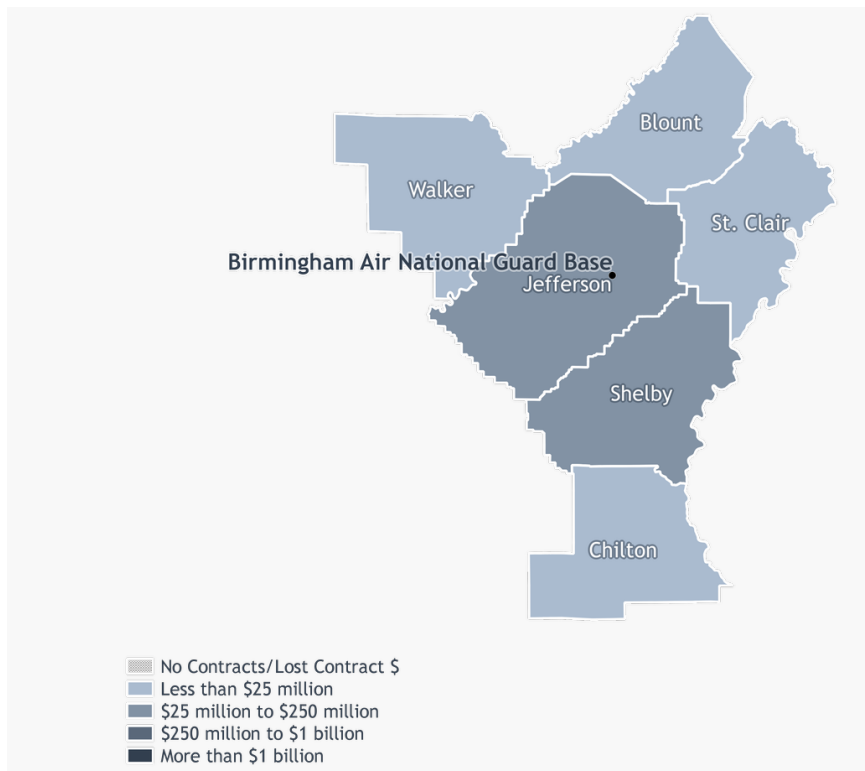 Blount
Walker
St. Clair
Birmingham Air National Guard Base
Jefferson
Shelby
Chilton
No Contracts/Lost Contract $
Less than $25 million
$25 million to $250 million
$250 million to $1 billion
More than $1 billion